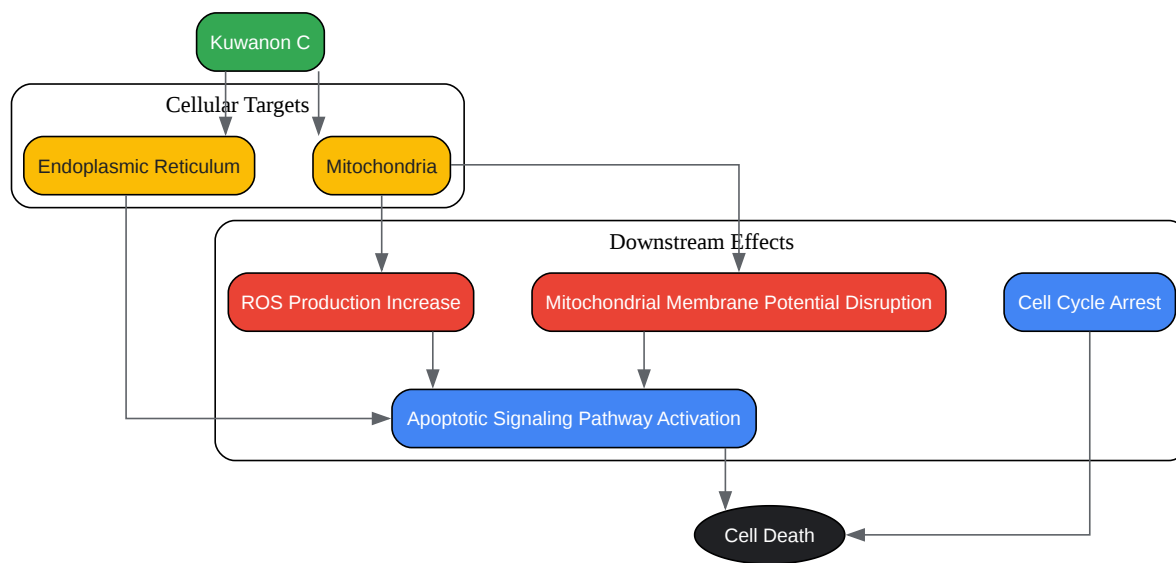 Kuwanon C
Cellular Targets
Endoplasmic Reticulum
Mitochondria
Downstream Effects
ROS Production Increase
Mitochondrial Membrane Potential Disruption
Cell Cycle Arrest
Apoptotic Signaling Pathway Activation
Cell Death